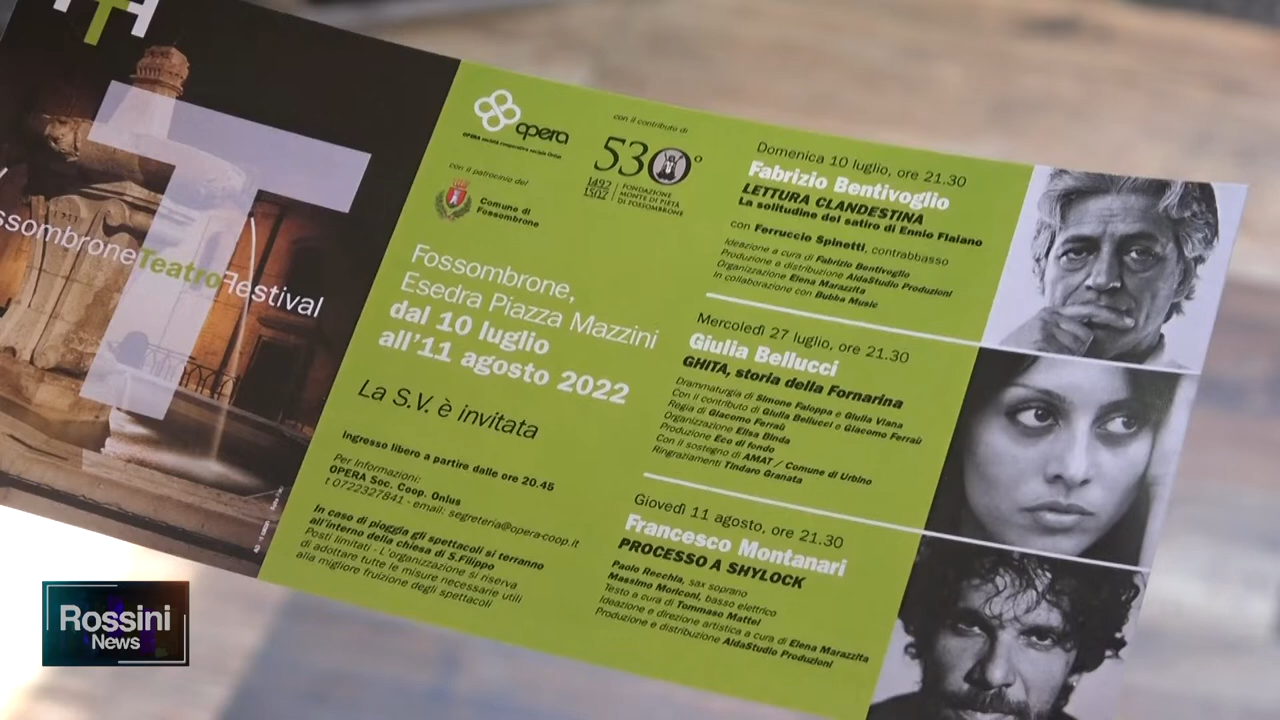 FossombroneTeatroFestival
opera
OPERA società cooperativa sociale Onlus
con il patrocinio del
Comune di
Fossombrone
con il contributo di
530°
1492
FONDAZIONE
MONTE DI PIETÀ
DI FOSSOMBRONE
Fossombrone,
Esedra Piazza Mazzini
dal 10 luglio
all'11 agosto 2022
La S.V. è invitata
Ingresso libero a partire dalle ore 20.45
Per Informazioni:
OPERA Soc. Coop. Onlus
t 0722327841 - email: segreteria@opera-coop.it
In caso di pioggia gli spettacoli si terranno
all'interno della chiesa di S.Filippo
Posti limitati - L'organizzazione si riserva
di adottare tutte le misure necessarie utili
alla migliore fruizione degli spettacoli
Domenica 10 luglio, ore 21.30
Fabrizio Bentivoglio
LETTURA CLANDESTINA
La solitudine del satiro di Ennio Flaiano
con Ferruccio Spinetti, contrabbasso
Ideazione a cura di Fabrizio Bentivoglio
Produzione e distribuzione AldaStudio Produzioni
Organizzazione Elena Marazzita
In collaborazione con Bubba Music
Mercoledì 27 luglio, ore 21.30
Giulia Bellucci
GHITA, storia della Fornarina
Drammaturgia di Simone Faloppa e Giulia Viana
Con il contributo di Giulia Bellucci e Giacomo Ferraù
Regia di Giacomo Ferraù
Organizzazione Elisa Binda
Produzione Eco di fondo
Con il sostegno di AMAT / Comune di Urbino
Ringraziamenti Tindaro Granata
Giovedì 11 agosto, ore 21.30
Francesco Montanari
PROCESSO A SHYLOCK
Paolo Recchia, sax soprano
Massimo Moriconi, basso elettrico
Testo a cura di Tommaso Mattei
Ideazione e direzione artistica a cura di Elena Marazzita
Produzione e distribuzione AldaStudio Produzioni
Rossini
News